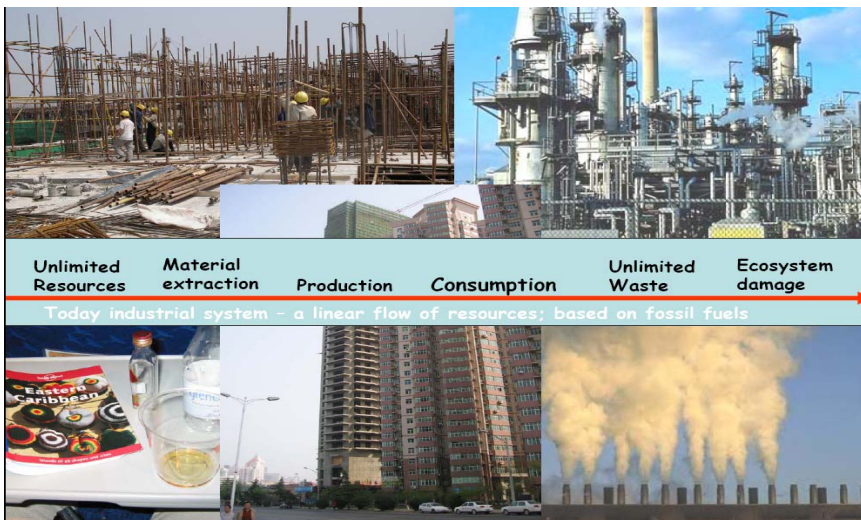 Unlimited
Resources
Material
extraction
Production
Consumption
Unlimited
Waste
Ecosystem
damage
Today industrial system – a linear flow of resources; based on fossil fuels
Eastern
Caribbean